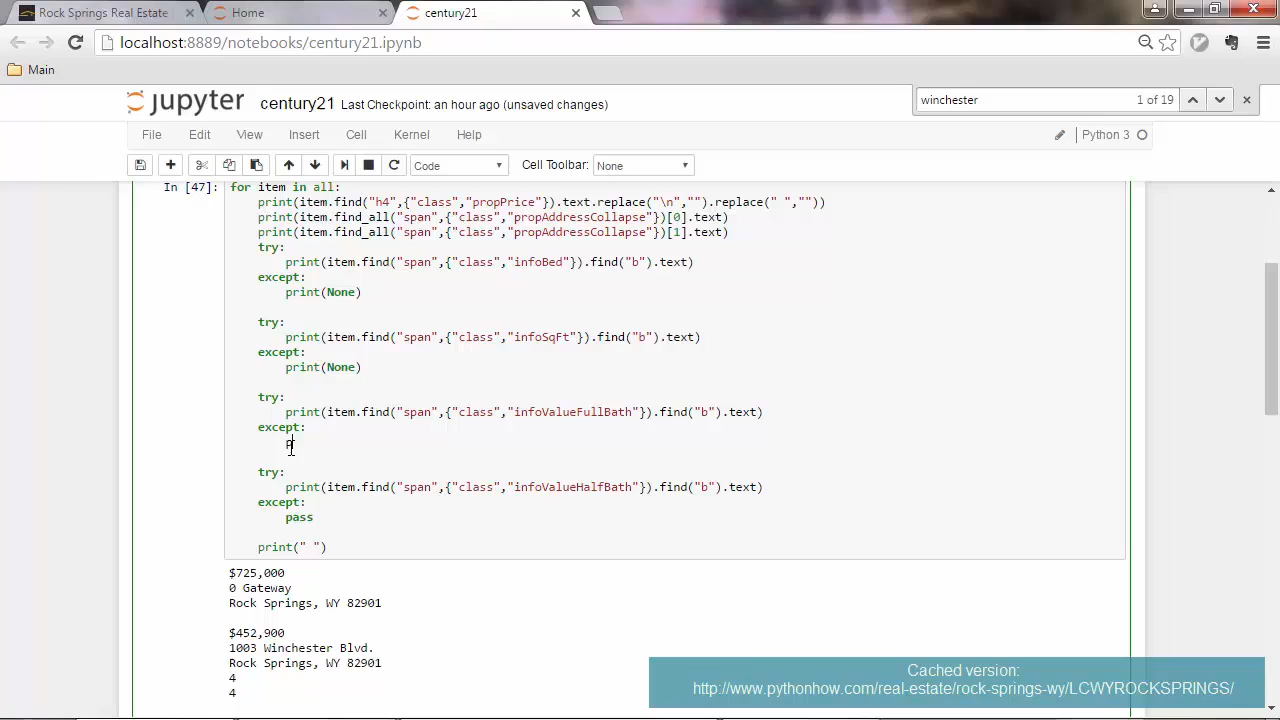 Rock Springs Real Estate
Home
century21
localhost:8889/notebooks/century21.ipynb
Main
jupyter century21 Last Checkpoint: an hour ago (unsaved changes)
winchester 1 of 19
File Edit View Insert Cell Kernel Help
Python 3
Code
Cell Toolbar: None
In [47]: for item in all:
print(item.find("h4",{"class","propPrice"}).text.replace("\n","").replace(" ",""))
print(item.find_all("span",{"class","propAddressCollapse"})[0].text)
print(item.find_all("span",{"class","propAddressCollapse"})[1].text)
try:
print(item.find("span",{"class","infoBed"}).find("b").text)
except:
print(None)
try:
print(item.find("span",{"class","infoSqFt"}).find("b").text)
except:
print(None)
try:
print(item.find("span",{"class","infoValueFullBath"}).find("b").text)
except:
p
try:
print(item.find("span",{"class","infoValueHalfBath"}).find("b").text)
except:
pass
print(" ")
$725,000
0 Gateway
Rock Springs, WY 82901
$452,900
1003 Winchester Blvd.
Rock Springs, WY 82901
4
4
Cached version:
http://www.pythonhow.com/real-estate/rock-springs-wy/LCWYROCKSPRINGS/